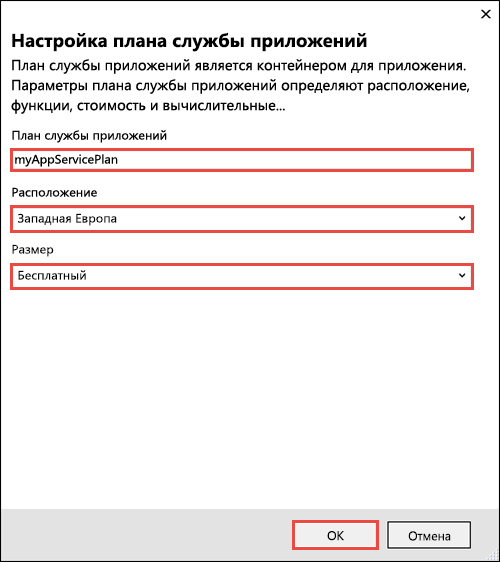 Настройка плана службы приложений
План службы приложений является контейнером для приложения.
Параметры плана службы приложений определяют расположение,
функции, стоимость и вычислительные...
План службы приложений
myAppServicePlan
Расположение
Западная Европа
Размер
Бесплатный
ОК
Отмена